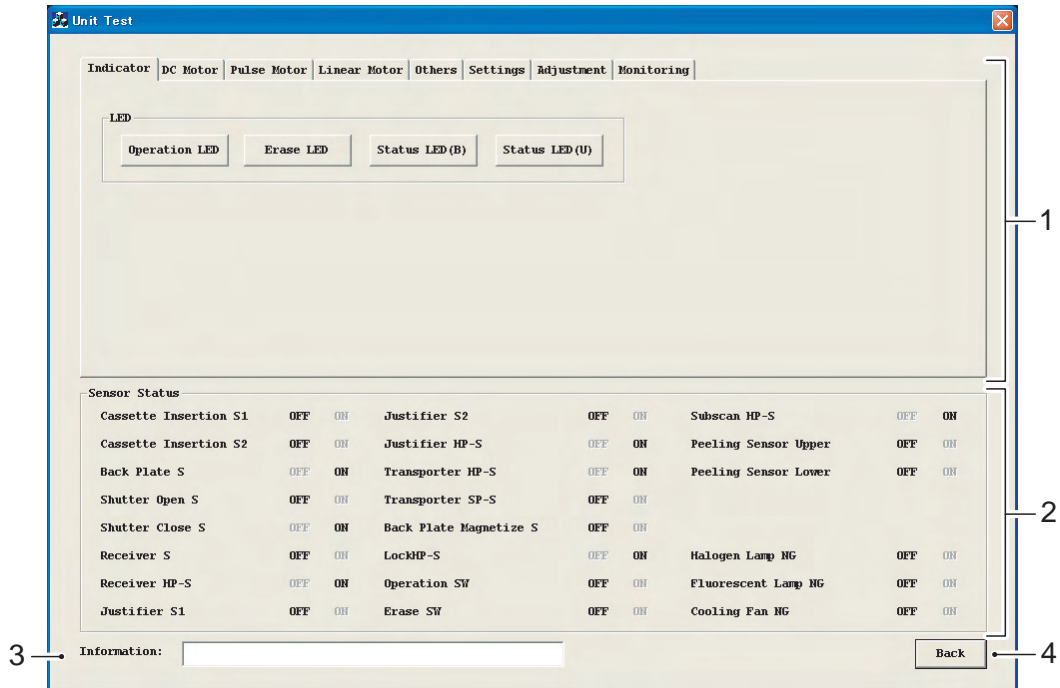 Unit Test
Indicator DC Motor Pulse Motor Linear Motor Others Settings Adjustment Monitoring
LED
Operation LED Erase LED Status LED(B) Status LED(U)
1
Sensor Status
Cassette Insertion S1 OFF ON Justifier S2 OFF ON Subscan HP-S OFF ON
Cassette Insertion S2 OFF ON Justifier HP-S OFF ON Peeling Sensor Upper OFF ON
Back Plate S OFF ON Transporter HP-S OFF ON Peeling Sensor Lower OFF ON
Shutter Open S OFF ON Transporter SP-S OFF ON
2
Shutter Close S OFF ON Back Plate Magnetize S OFF ON
Receiver S OFF ON LockHP-S OFF ON Halogen Lamp NG OFF ON
Receiver HP-S OFF ON Operation SW OFF ON Fluorescent Lamp NG OFF ON
Justifier S1 OFF ON Erase SW OFF ON Cooling Fan NG OFF ON
3 Information: Back 4